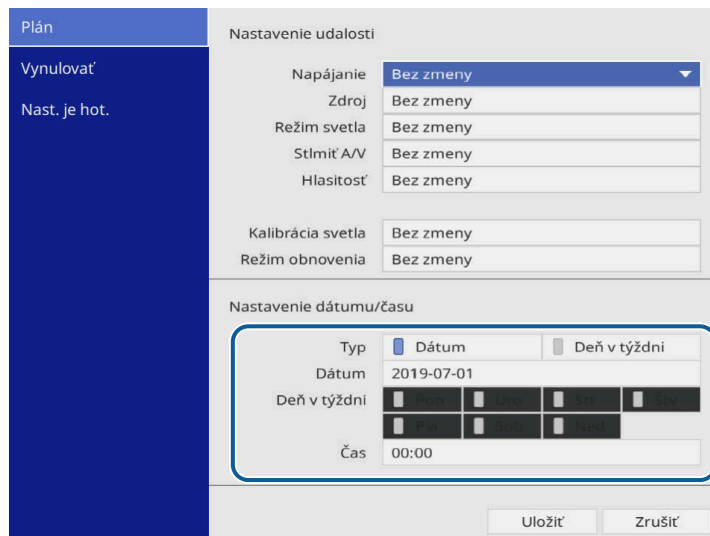 Plán
Vynulovať
Nast. je hot.
Nastavenie udalosti
Napájanie Bez zmeny
Zdroj Bez zmeny
Režim svetla Bez zmeny
Stlmiť A/V Bez zmeny
Hlasitosť Bez zmeny
Kalibrácia svetla Bez zmeny
Režim obnovenia Bez zmeny
Nastavenie dátumu/času
Typ Dátum Deň v týždni
Dátum 2019-07-01
Deň v týždni Pon Uto Str Štv
Pia Sob Ned
Čas 00:00
Uložiť Zrušiť